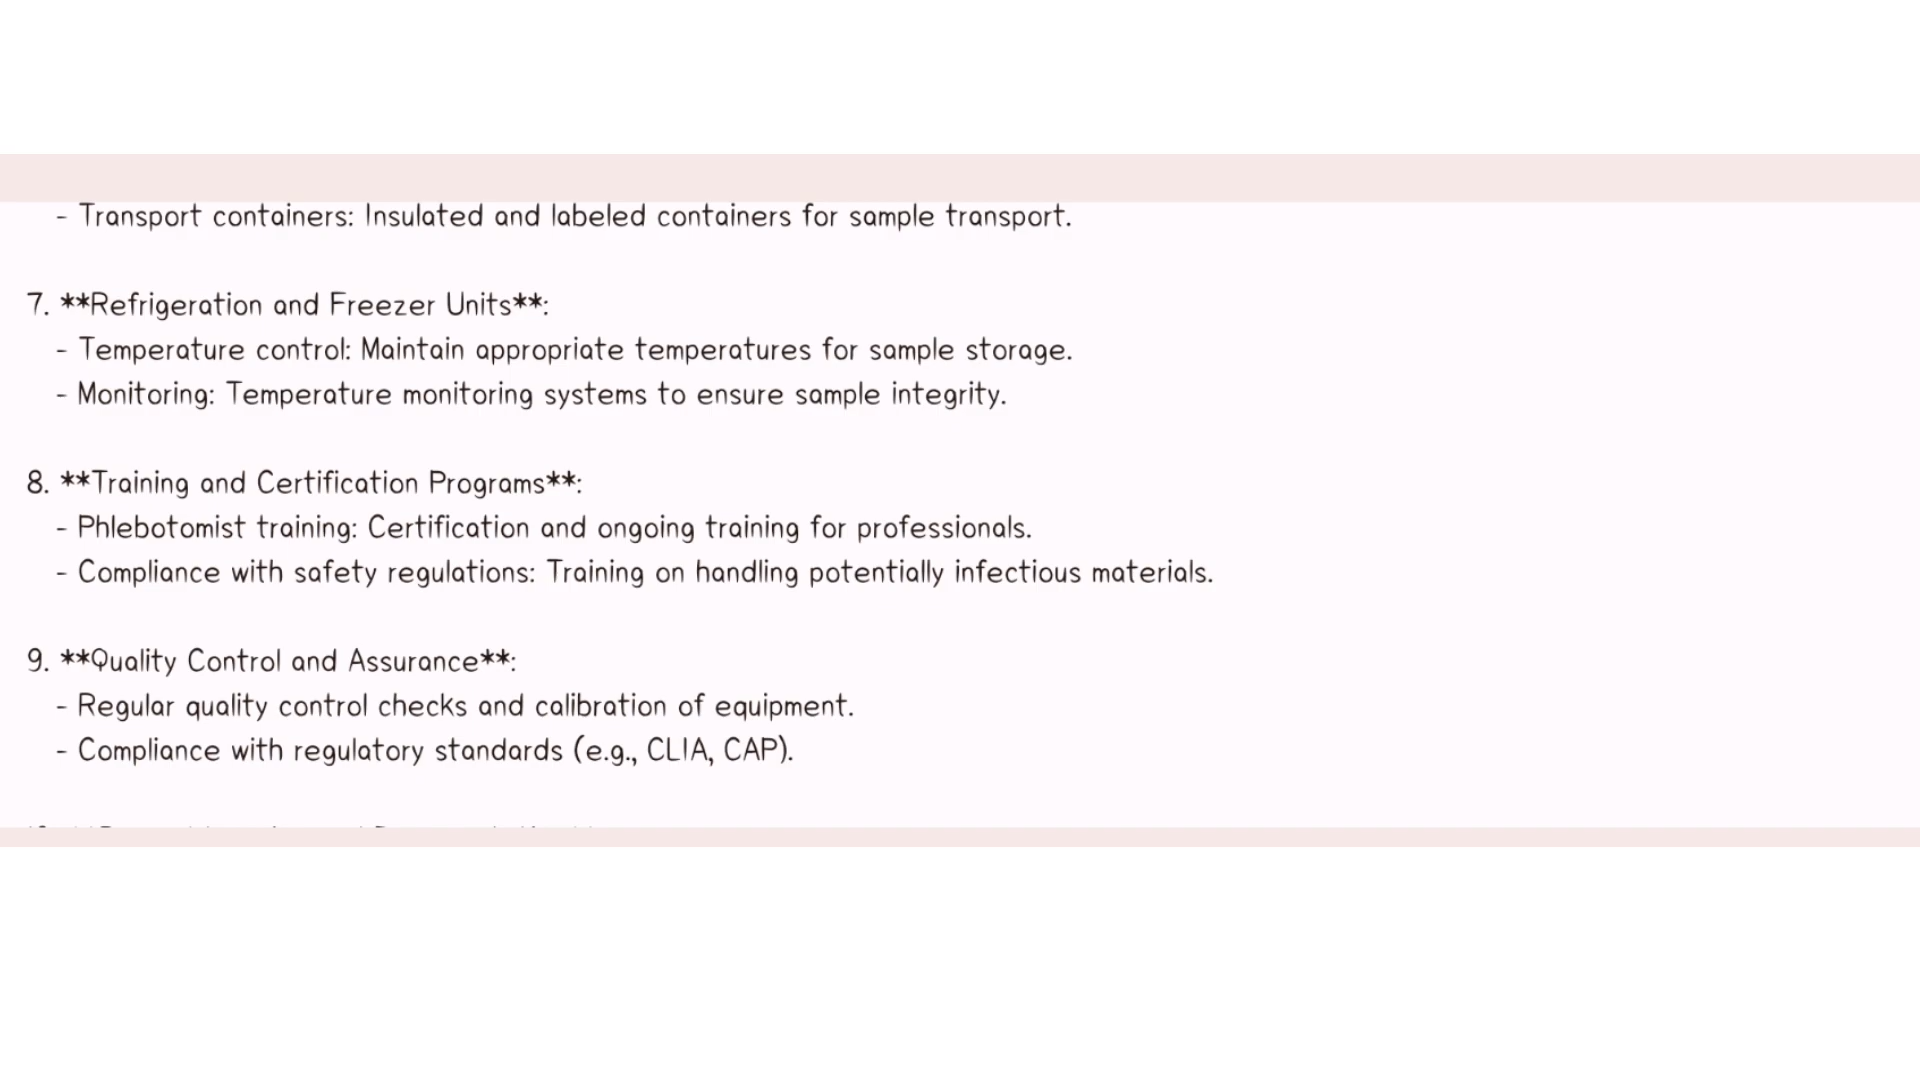 - Transport containers: Insulated and labeled containers for sample transport.
7. **Refrigeration and Freezer Units**:
- Temperature control: Maintain appropriate temperatures for sample storage.
- Monitoring: Temperature monitoring systems to ensure sample integrity.
8. **Training and Certification Programs**:
- Phlebotomist training: Certification and ongoing training for professionals.
- Compliance with safety regulations: Training on handling potentially infectious materials.
9. **Quality Control and Assurance**:
- Regular quality control checks and calibration of equipment.
- Compliance with regulatory standards (e.g., CLIA, CAP).